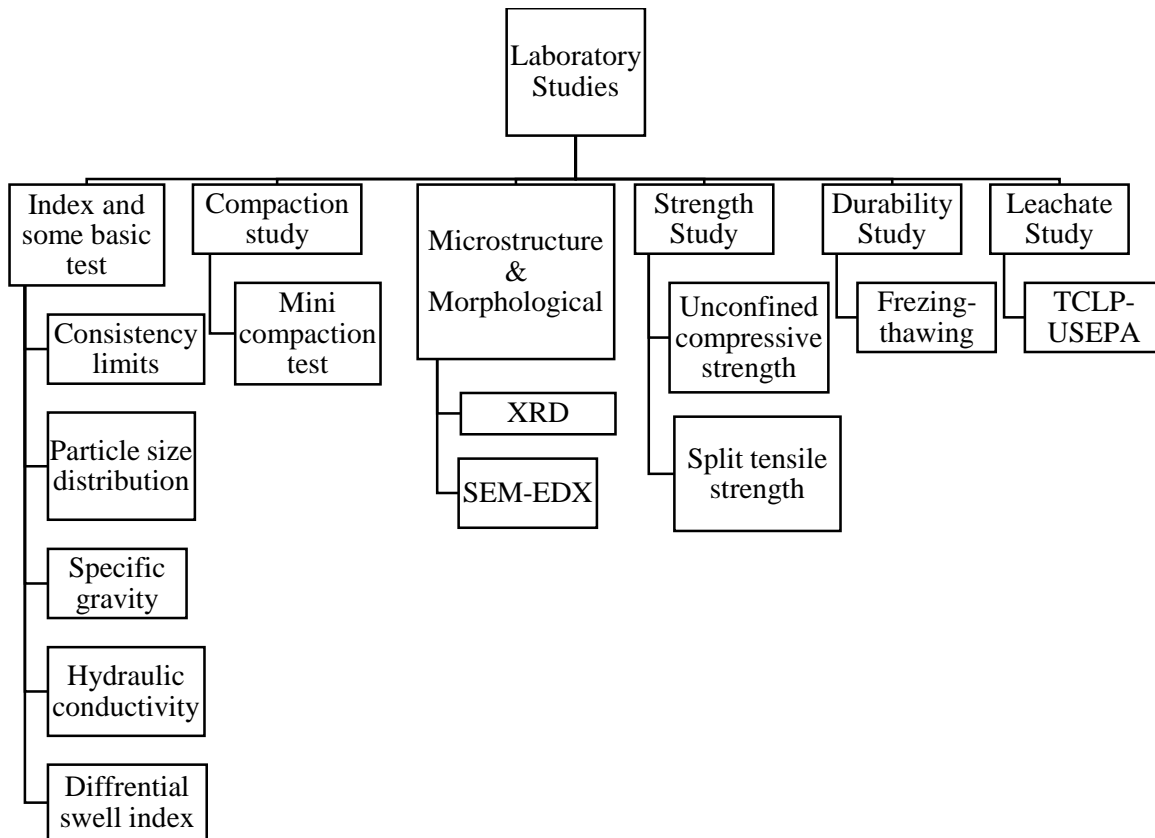 Laboratory
Studies
Index and
some basic
test
Consistency
limits
Particle size
distribution
Specific
gravity
Hydraulic
conductivity
Diffrential
swell index
Compaction
study
Mini
compaction
test
Microstructure
&
Morphological
XRD
SEM-EDX
Strength
Study
Unconfined
compressive
strength
Split tensile
strength
Durability
Study
Frezing-
thawing
Leachate
Study
TCLP-
USEPA